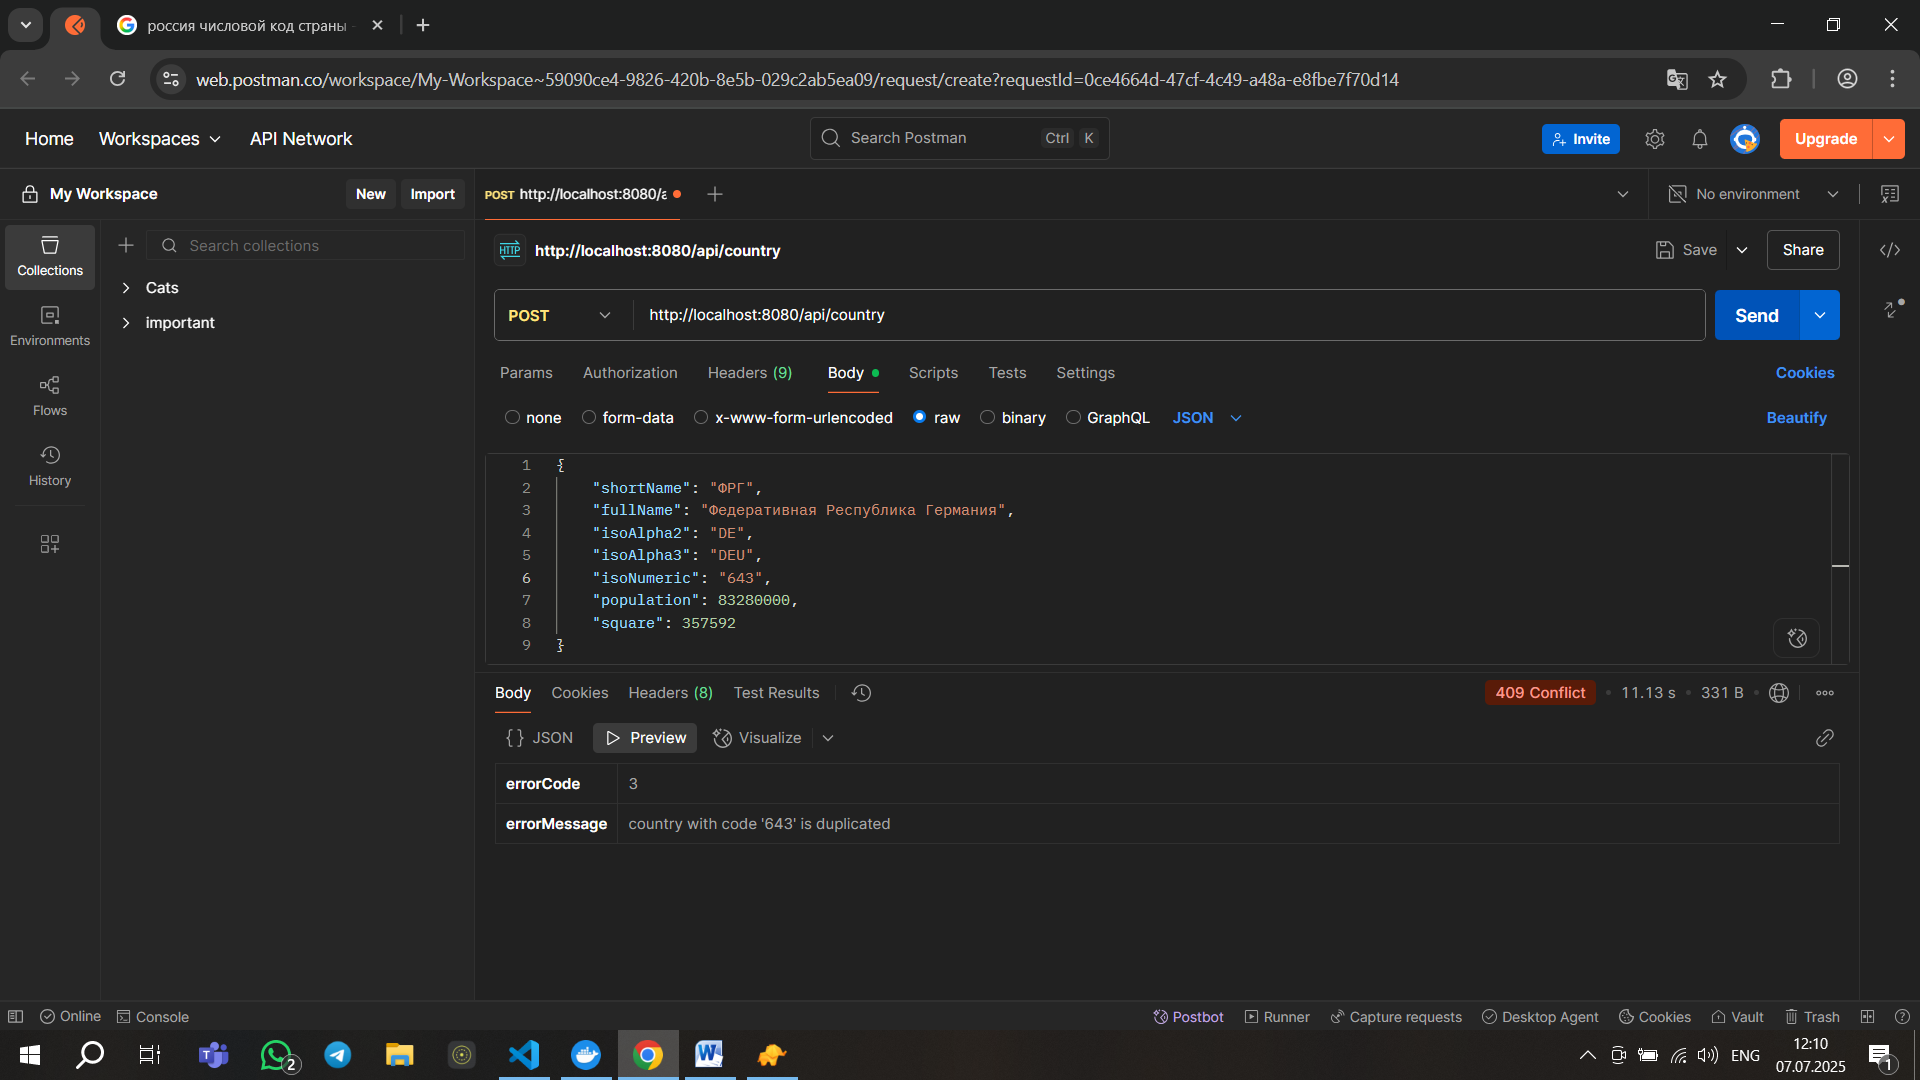 россия числовой код страны
web.postman.co/workspace/My-Workspace~59090ce4-9826-420b-8e5b-029c2ab5ea09/request/create?requestId=0ce4664d-47cf-4c49-a48a-e8fbe7f70d14
Home Workspaces API Network Search Postman Ctrl K Invite Upgrade
My Workspace New Import POST http://localhost:8080/a No environment
Collections Search collections HTTP http://localhost:8080/api/country Save Share
Cats
important
Environments
Flows
History
POST http://localhost:8080/api/country Send
Params Authorization Headers (9) Body Scripts Tests Settings Cookies
none form-data x-www-form-urlencoded raw binary GraphQL JSON Beautify
1 {
2 "shortName": "ФРГ",
3 "fullName": "Федеративная Республика Германия",
4 "isoAlpha2": "DE",
5 "isoAlpha3": "DEU",
6 "isoNumeric": "643",
7 "population": 83280000,
8 "square": 357592
9 }
Body Cookies Headers (8) Test Results 409 Conflict 11.13 s 331 B
{} JSON Preview Visualize
errorCode 3
errorMessage country with code '643' is duplicated
Online Console Postbot Runner Capture requests Desktop Agent Cookies Vault Trash
2 ENG 12:10
07.07.2025 1